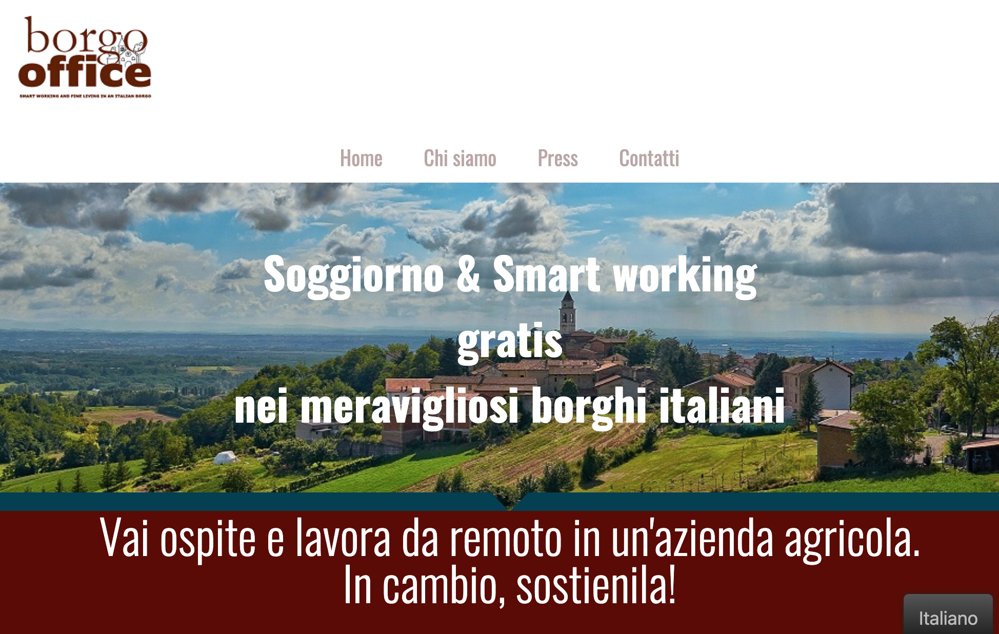 borgo
office
SMART WORKING AND FINE LIVING IN AN ITALIAN BORGO
Home Chi siamo Press Contatti
Soggiorno & Smart working
gratis
nei meravigliosi borghi italiani
Vai ospite e lavora da remoto in un'azienda agricola.
In cambio, sostienila!
Italiano